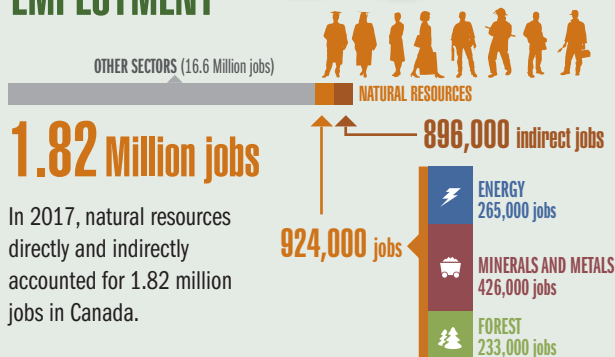 EMPLOYMENT
OTHER SECTORS (16.6 Million jobs)
NATURAL RESOURCES
1.82 Million jobs
896,000 indirect jobs
In 2017, natural resources
directly and indirectly
accounted for 1.82 million
jobs in Canada.
924,000 jobs
ENERGY
265,000 jobs
MINERALS AND METALS
426,000 jobs
FOREST
233,000 jobs